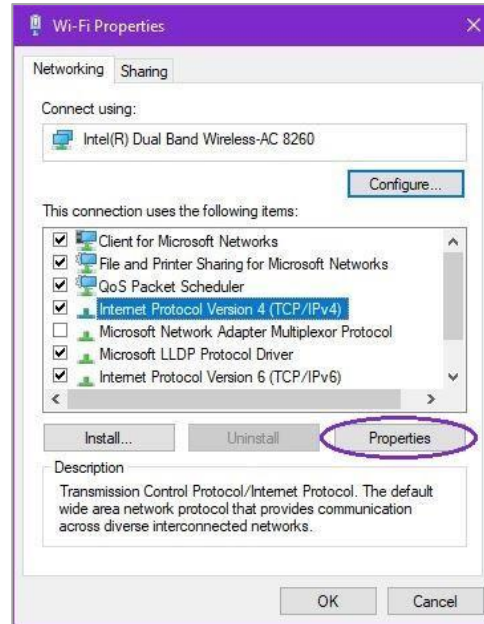 Wi-Fi Properties
Networking Sharing
Connect using:
Intel(R) Dual Band Wireless-AC 8260
Configure...
This connection uses the following items:
Client for Microsoft Networks
File and Printer Sharing for Microsoft Networks
QoS Packet Scheduler
Internet Protocol Version 4 (TCP/IPv4)
Microsoft Network Adapter Multiplexor Protocol
Microsoft LLDP Protocol Driver
Internet Protocol Version 6 (TCP/IPv6)
Install... Uninstall Properties
Description
Transmission Control Protocol/Internet Protocol. The default
wide area network protocol that provides communication
across diverse interconnected networks.
OK Cancel